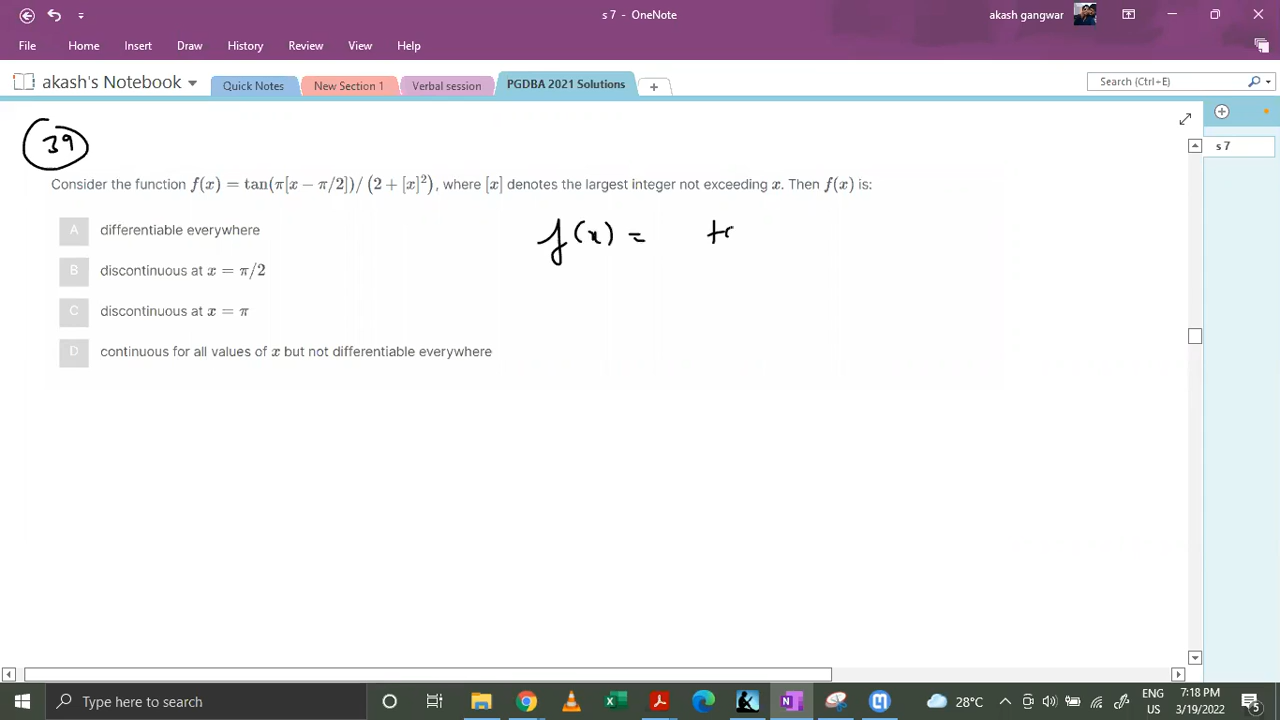 s 7 - OneNote
akash gangwar
File Home Insert Draw History Review View Help
akash's Notebook
Quick Notes
New Section 1
Verbal session
PGDBA 2021 Solutions
Search (Ctrl+E)
s 7
39
Consider the function f(x) = tan(π[x − π/2])/ (2 + [x]²), where [x] denotes the largest integer not exceeding x. Then f(x) is:
A differentiable everywhere
f(x) =
B discontinuous at x = π/2
C discontinuous at x = π
D continuous for all values of x but not differentiable everywhere
Type here to search
28°C
ENG
US
7:18 PM
3/19/2022
5